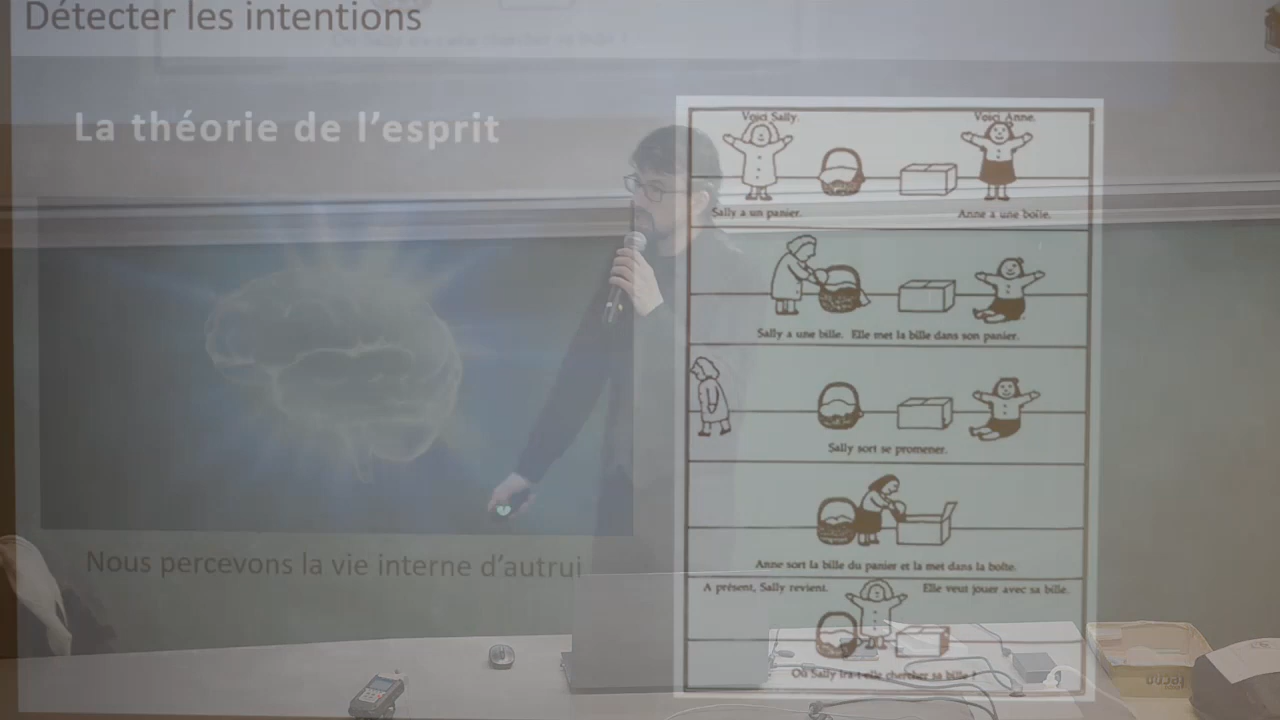 Détecter les intentions
La théorie de l'esprit
Nous percevons la vie interne d'autrui
Voici Sally.
Voici Anne.
Sally a un panier.
Anne a une boîte.
Sally a une bille. Elle met la bille dans son panier.
Sally sort se promener.
Anne sort la bille du panier et la met dans la boîte.
A présent, Sally revient.
Elle veut jouer avec sa bille.
Où Sally ira-t-elle chercher sa bille ?